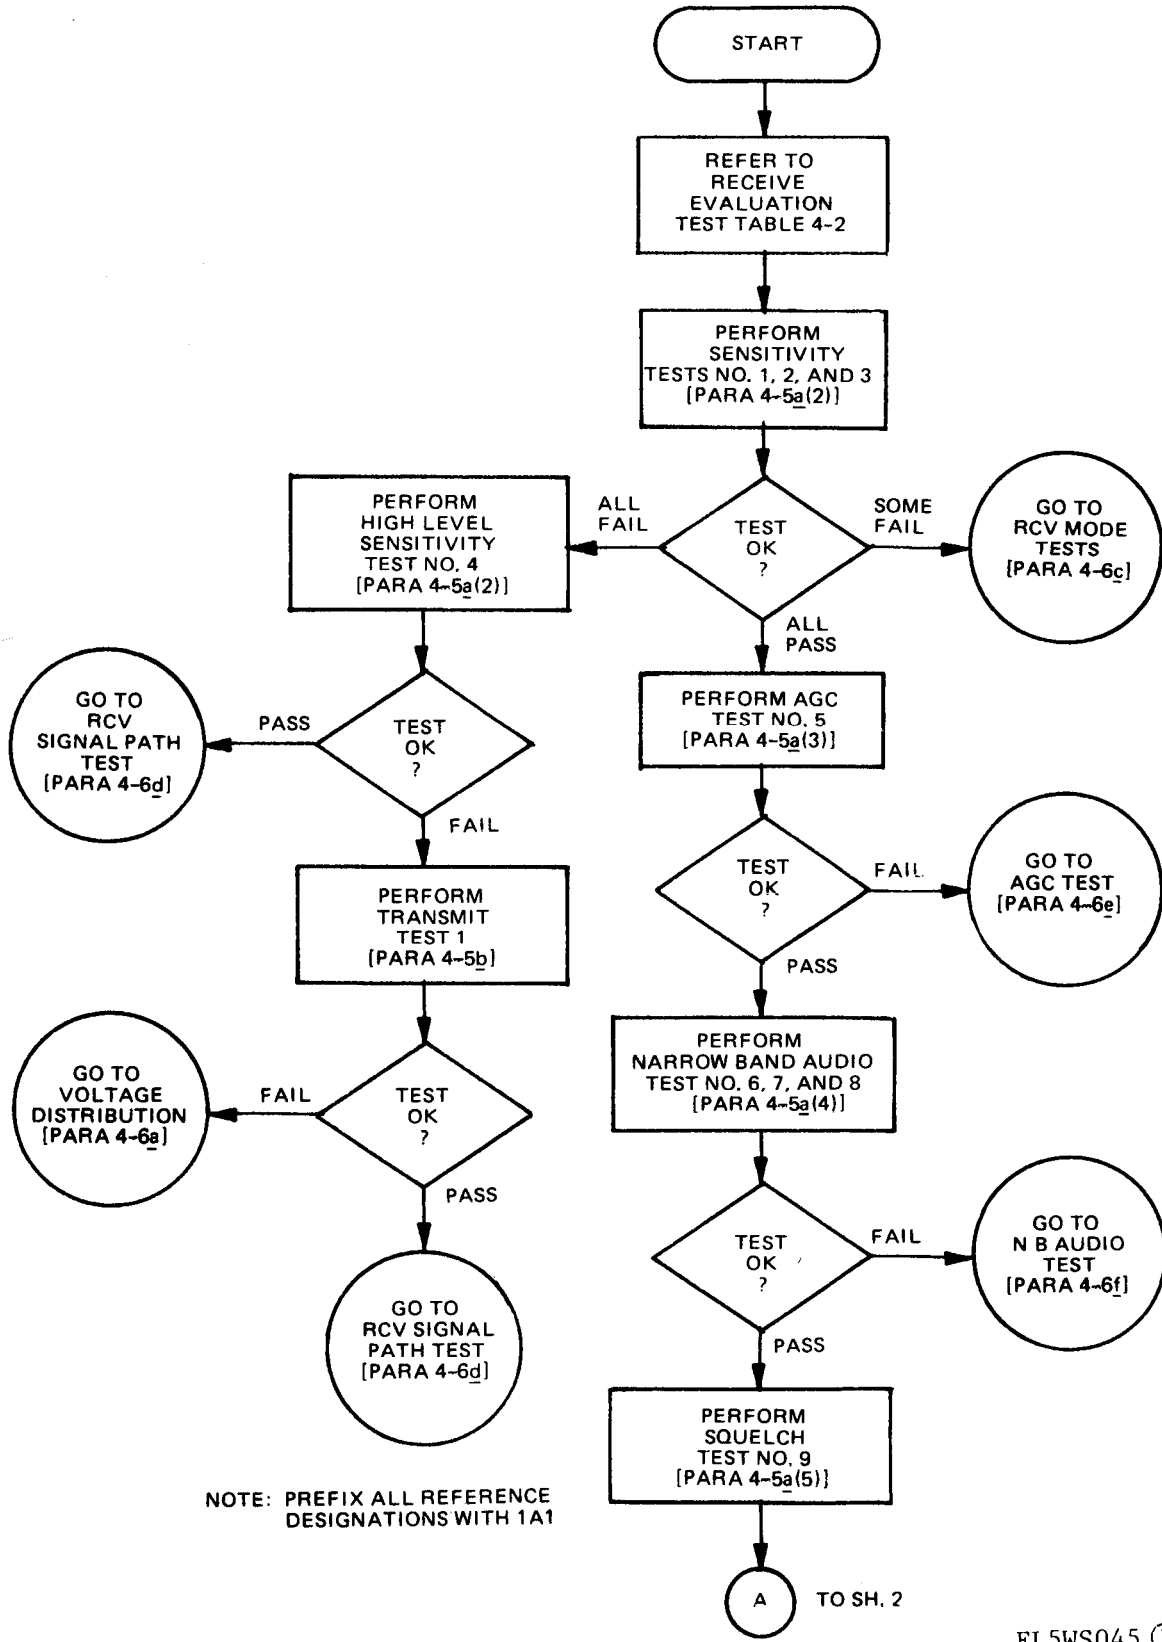 START
REFER TO
RECEIVE
EVALUATION
TEST TABLE 4-2
PERFORM
SENSITIVITY
TESTS NO. 1, 2, AND 3
[PARA 4-5a(2)]
TEST
OK
?
ALL
FAIL
SOME
FAIL
ALL
PASS
GO TO
RCV MODE
TESTS
[PARA 4-6c]
PERFORM
HIGH LEVEL
SENSITIVITY
TEST NO. 4
[PARA 4-5a(2)]
TEST
OK
?
PASS
FAIL
GO TO
RCV
SIGNAL PATH
TEST
[PARA 4-6d]
PERFORM AGC
TEST NO. 5
[PARA 4-5a(3)]
TEST
OK
?
FAIL
PASS
GO TO
AGC TEST
[PARA 4-6e]
PERFORM
TRANSMIT
TEST 1
[PARA 4-5b]
TEST
OK
?
FAIL
PASS
GO TO
VOLTAGE
DISTRIBUTION
[PARA 4-6a]
GO TO
RCV SIGNAL
PATH TEST
[PARA 4-6d]
PERFORM
NARROW BAND AUDIO
TEST NO. 6, 7, AND 8
[PARA 4-5a(4)]
TEST
OK
?
FAIL
PASS
GO TO
N B AUDIO
TEST
[PARA 4-6f]
PERFORM
SQUELCH
TEST NO. 9
[PARA 4-5a(5)]
NOTE: PREFIX ALL REFERENCE
DESIGNATIONS WITH 1A1
A TO SH. 2
EL5WS045